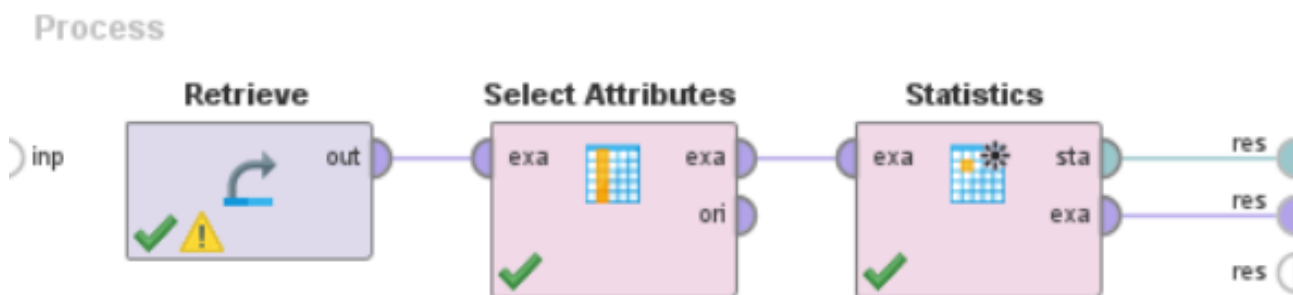 Process
Retrieve Select Attributes Statistics
inp out exa exa exa sta res
ori exa res
res